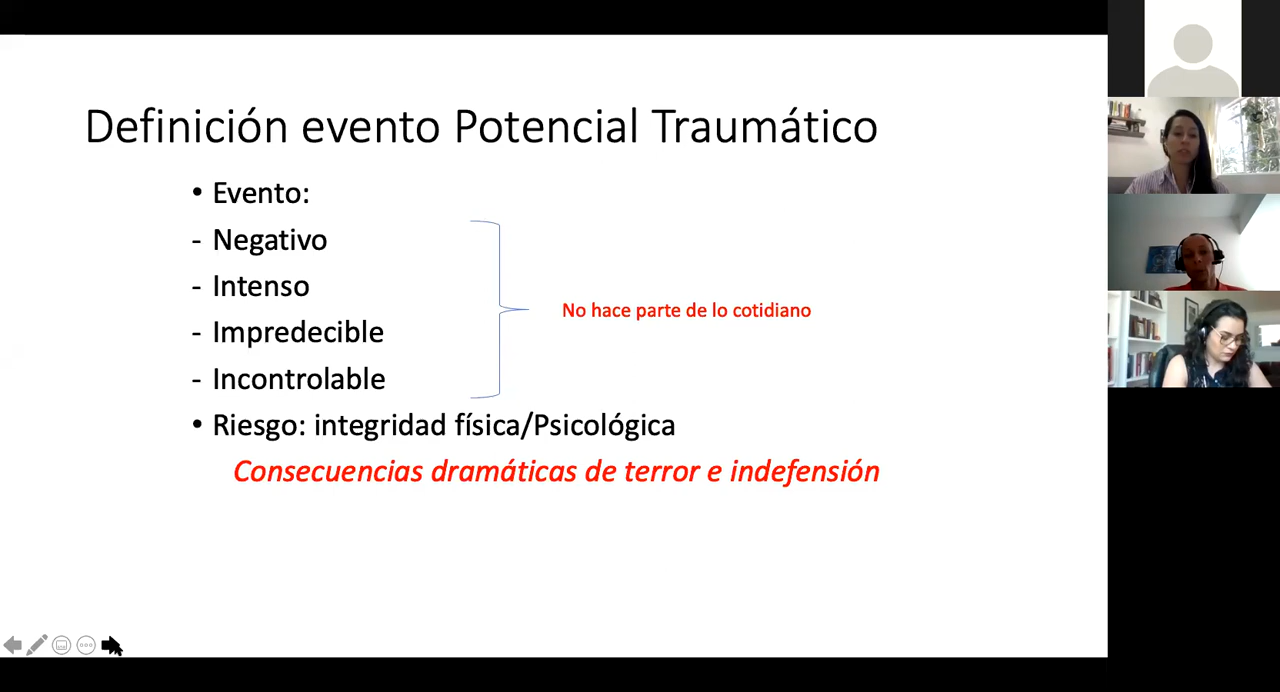 Definición evento Potencial Traumático
• Evento:
- Negativo
- Intenso
No hace parte de lo cotidiano
- Impredecible
- Incontrolable
• Riesgo: integridad física/Psicológica
Consecuencias dramáticas de terror e indefensión